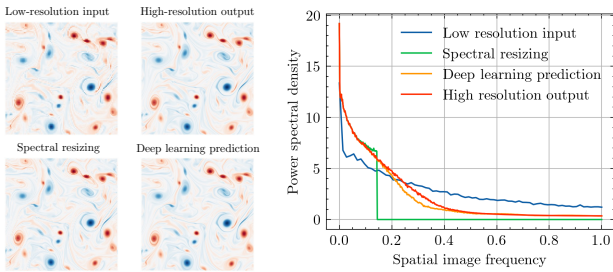 Low-resolution input
High-resolution output
Spectral resizing
Deep learning prediction
Power spectral density
20
15
10
5
0
Low resolution input
Spectral resizing
Deep learning prediction
High resolution output
0.0
0.2
0.4
0.6
0.8
1.0
Spatial image frequency